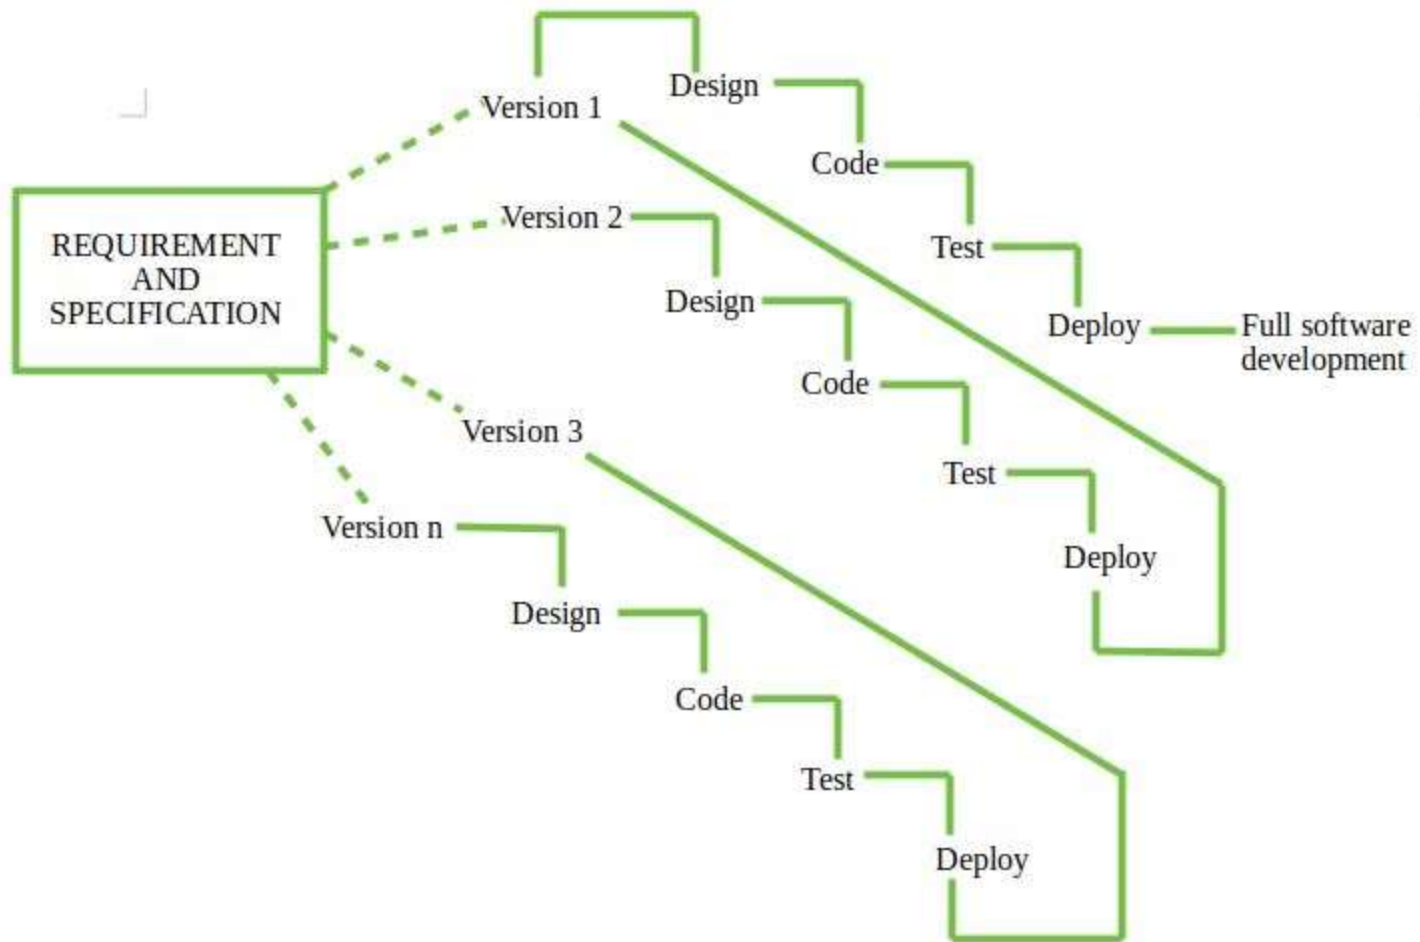 REQUIREMENT
AND
SPECIFICATION
Version 1
Design
Code
Test
Deploy
Full software
development
Version 2
Design
Code
Test
Deploy
Version 3
Version n
Design
Code
Test
Deploy